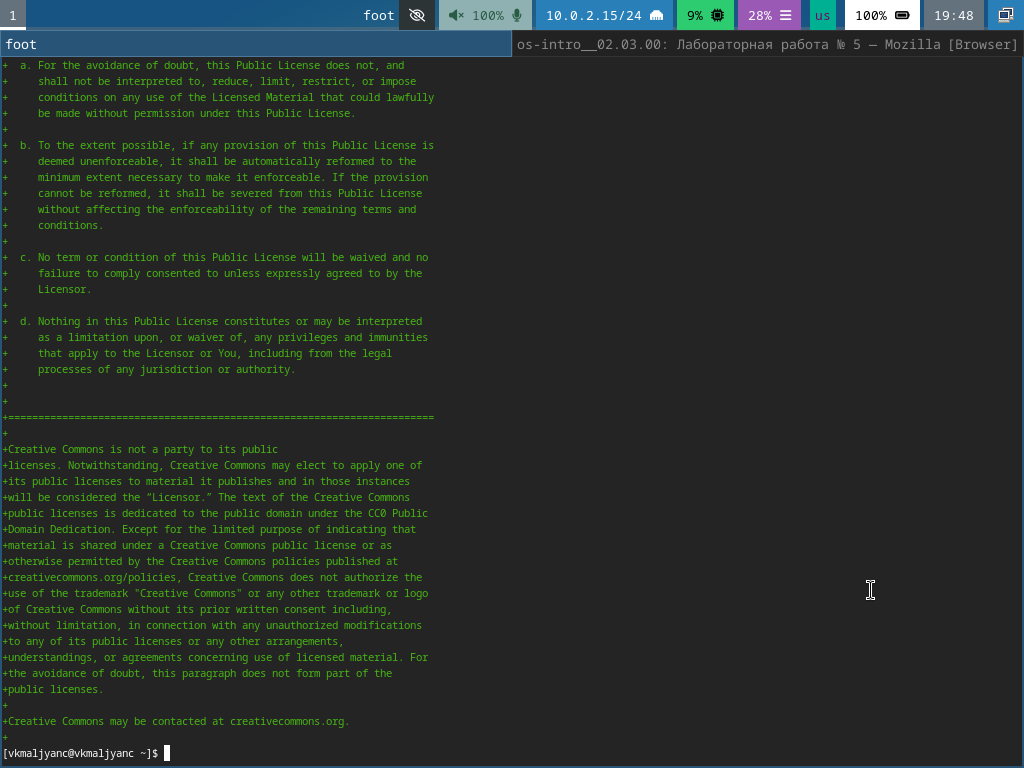 1 foot 100% 10.0.2.15/24 9% 28% us 100% 19:48
foot os-intro__02.03.00: Лабораторная работа № 5 — Mozilla [Browser]
+  a. For the avoidance of doubt, this Public License does not, and
+     shall not be interpreted to, reduce, limit, restrict, or impose
+     conditions on any use of the Licensed Material that could lawfully
+     be made without permission under this Public License.
+
+  b. To the extent possible, if any provision of this Public License is
+     deemed unenforceable, it shall be automatically reformed to the
+     minimum extent necessary to make it enforceable. If the provision
+     cannot be reformed, it shall be severed from this Public License
+     without affecting the enforceability of the remaining terms and
+     conditions.
+
+  c. No term or condition of this Public License will be waived and no
+     failure to comply consented to unless expressly agreed to by the
+     Licensor.
+
+  d. Nothing in this Public License constitutes or may be interpreted
+     as a limitation upon, or waiver of, any privileges and immunities
+     that apply to the Licensor or You, including from the legal
+     processes of any jurisdiction or authority.
+
+
+=======================================================================
+
+Creative Commons is not a party to its public
+licenses. Notwithstanding, Creative Commons may elect to apply one of
+its public licenses to material it publishes and in those instances
+will be considered the “Licensor.” The text of the Creative Commons
+public licenses is dedicated to the public domain under the CC0 Public
+Domain Dedication. Except for the limited purpose of indicating that
+material is shared under a Creative Commons public license or as
+otherwise permitted by the Creative Commons policies published at
+creativecommons.org/policies, Creative Commons does not authorize the
+use of the trademark "Creative Commons" or any other trademark or logo
+of Creative Commons without its prior written consent including,
+without limitation, in connection with any unauthorized modifications
+to any of its public licenses or any other arrangements,
+understandings, or agreements concerning use of licensed material. For
+the avoidance of doubt, this paragraph does not form part of the
+public licenses.
+
+Creative Commons may be contacted at creativecommons.org.
+
[vkmaljyanc@vkmaljyanc ~]$